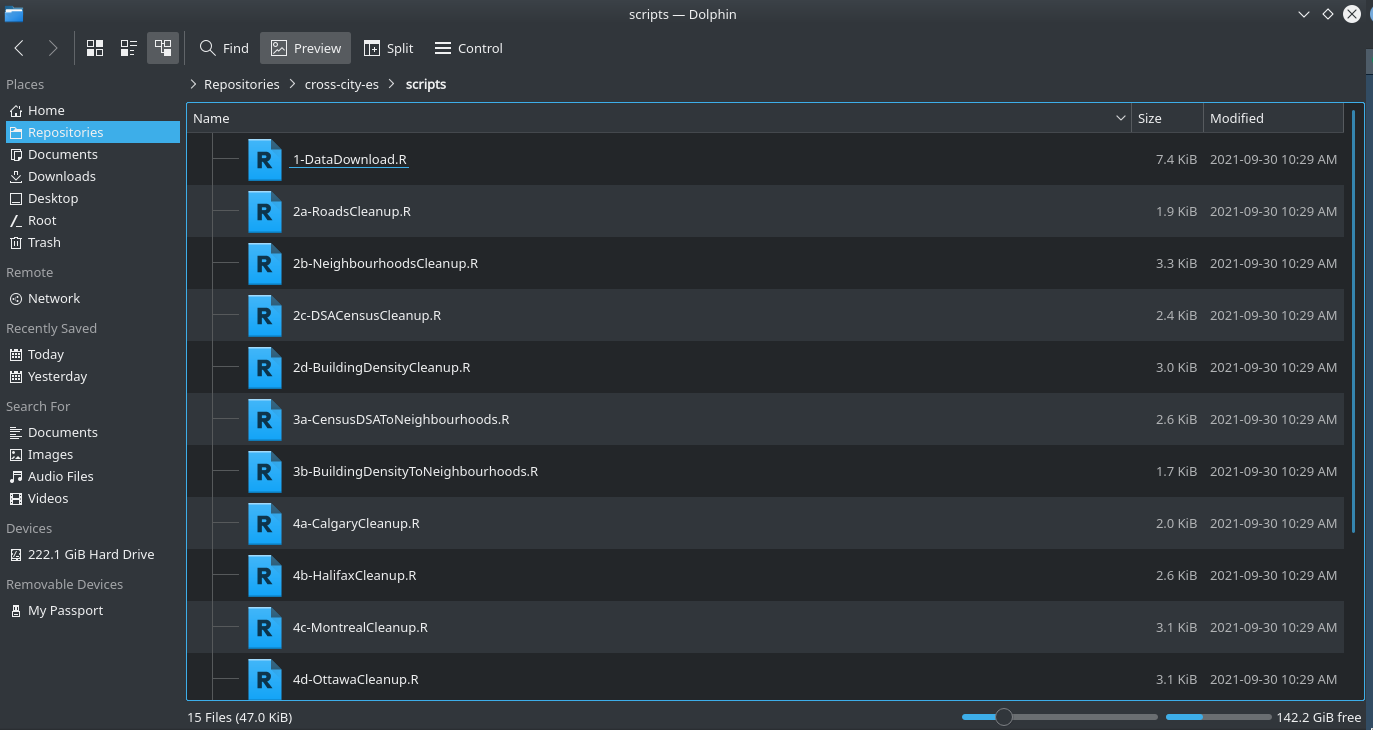 scripts — Dolphin
Find Preview Split Control
Places
Home
Repositories
Documents
Downloads
Desktop
Root
Trash
Remote
Network
Recently Saved
Today
Yesterday
Search For
Documents
Images
Audio Files
Videos
Devices
222.1 GiB Hard Drive
Removable Devices
My Passport
Repositories cross-city-es scripts
Name Size Modified
R 1-DataDownload.R 7.4 KiB 2021-09-30 10:29 AM
R 2a-RoadsCleanup.R 1.9 KiB 2021-09-30 10:29 AM
R 2b-NeighbourhoodsCleanup.R 3.3 KiB 2021-09-30 10:29 AM
R 2c-DSACensusCleanup.R 2.4 KiB 2021-09-30 10:29 AM
R 2d-BuildingDensityCleanup.R 3.0 KiB 2021-09-30 10:29 AM
R 3a-CensusDSAToNeighbourhoods.R 2.6 KiB 2021-09-30 10:29 AM
R 3b-BuildingDensityToNeighbourhoods.R 1.7 KiB 2021-09-30 10:29 AM
R 4a-CalgaryCleanup.R 2.0 KiB 2021-09-30 10:29 AM
R 4b-HalifaxCleanup.R 2.6 KiB 2021-09-30 10:29 AM
R 4c-MontrealCleanup.R 3.1 KiB 2021-09-30 10:29 AM
R 4d-OttawaCleanup.R 3.1 KiB 2021-09-30 10:29 AM
15 Files (47.0 KiB) 142.2 GiB free